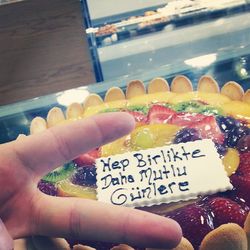 Hep Birlikte
Daha Mutlu
Günlere